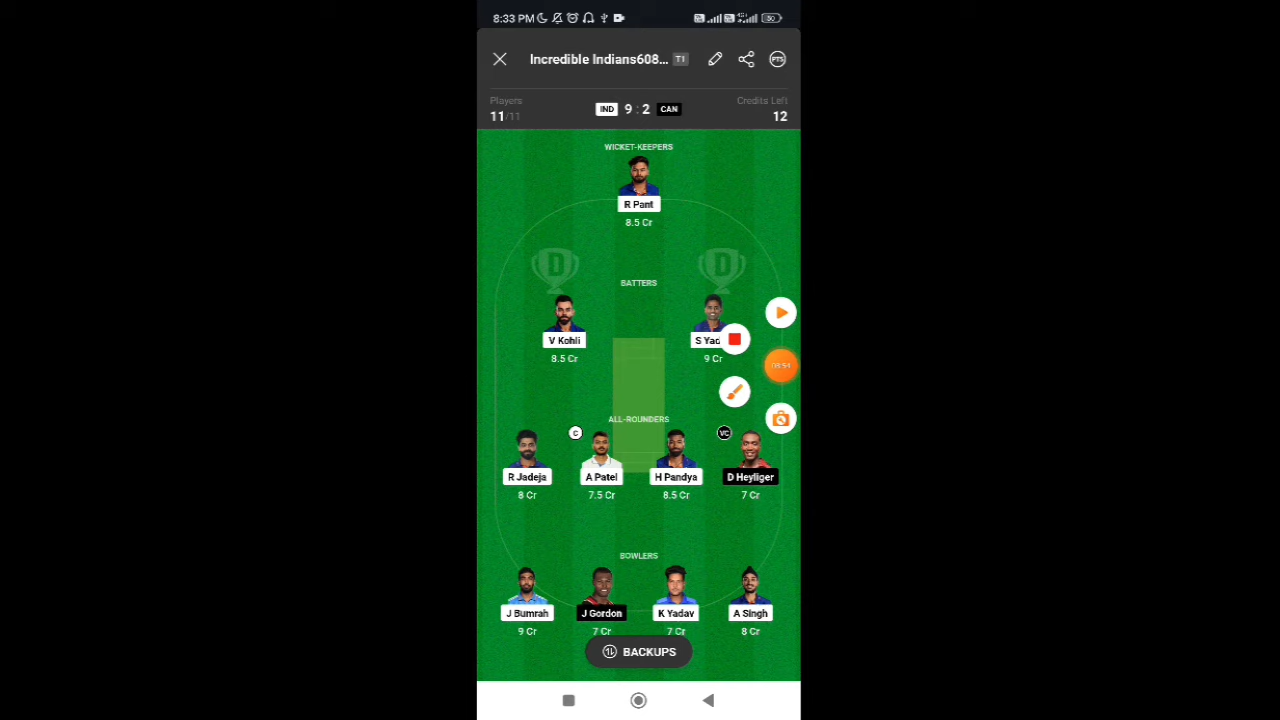 8:33 PM
Incredible Indians608... T1 PTS
Players
11/11
IND 9 : 2 CAN
Credits Left
12
WICKET-KEEPERS
R Pant
8.5 Cr
D D
BATTERS
V Kohli
8.5 Cr
S Yad
9 Cr
ALL-ROUNDERS
C
VC
R Jadeja
8 Cr
A Patel
7.5 Cr
H Pandya
8.5 Cr
D Heyliger
7 Cr
BOWLERS
J Bumrah
9 Cr
J Gordon
7 Cr
K Yadav
7 Cr
A Singh
8 Cr
BACKUPS